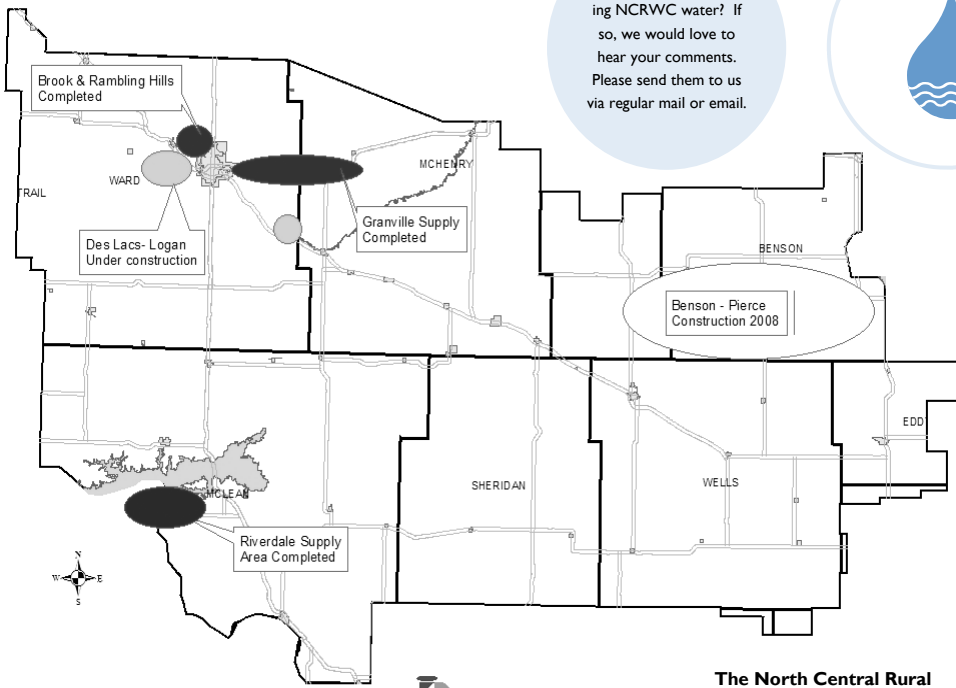 ing NCRWC water? If
so, we would love to
hear your comments.
Please send them to us
via regular mail or email.
Brook & Rambling Hills
Completed
MCHENRY
WARD
TRAIL
Granville Supply
Completed
Des Lacs- Logan
Under construction
BENSON
Benson - Pierce
Construction 2008
EDD
SHERIDAN
WELLS
MCLEAN
Riverdale Supply
Area Completed
N
W E
S
The North Central Rural